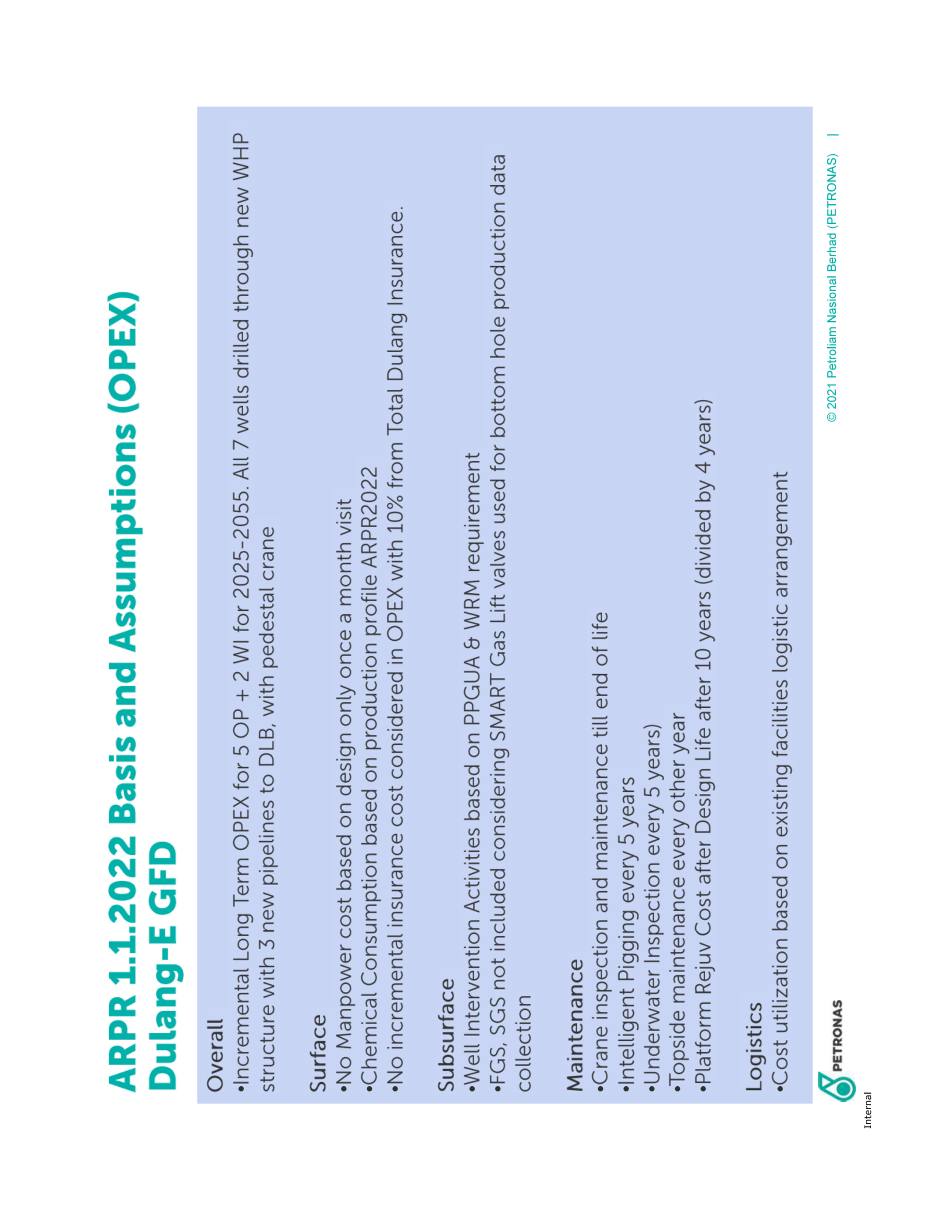 ARPR 1.1.2022 Basis and Assumptions (OPEX)
Dulang-E GFD
Overall
•Incremental Long Term OPEX for 5 OP + 2 WI for 2025-2055. All 7 wells drilled through new WHP
structure with 3 new pipelines to DLB, with pedestal crane
Surface
•No Manpower cost based on design only once a month visit
•Chemical Consumption based on production profile ARPR2022
•No incremental insurance cost considered in OPEX with 10% from Total Dulang Insurance.
Subsurface
•Well Intervention Activities based on PPGUA & WRM requirement
•FGS, SGS not included considering SMART Gas Lift valves used for bottom hole production data
collection
Maintenance
•Crane inspection and maintenance till end of life
•Intelligent Pigging every 5 years
•Underwater Inspection every 5 years)
•Topside maintenance every other year
•Platform Rejuv Cost after Design Life after 10 years (divided by 4 years)
Logistics
•Cost utilization based on existing facilities logistic arrangement
PETRONAS
© 2021 Petroliam Nasional Berhad (PETRONAS) |
Internal